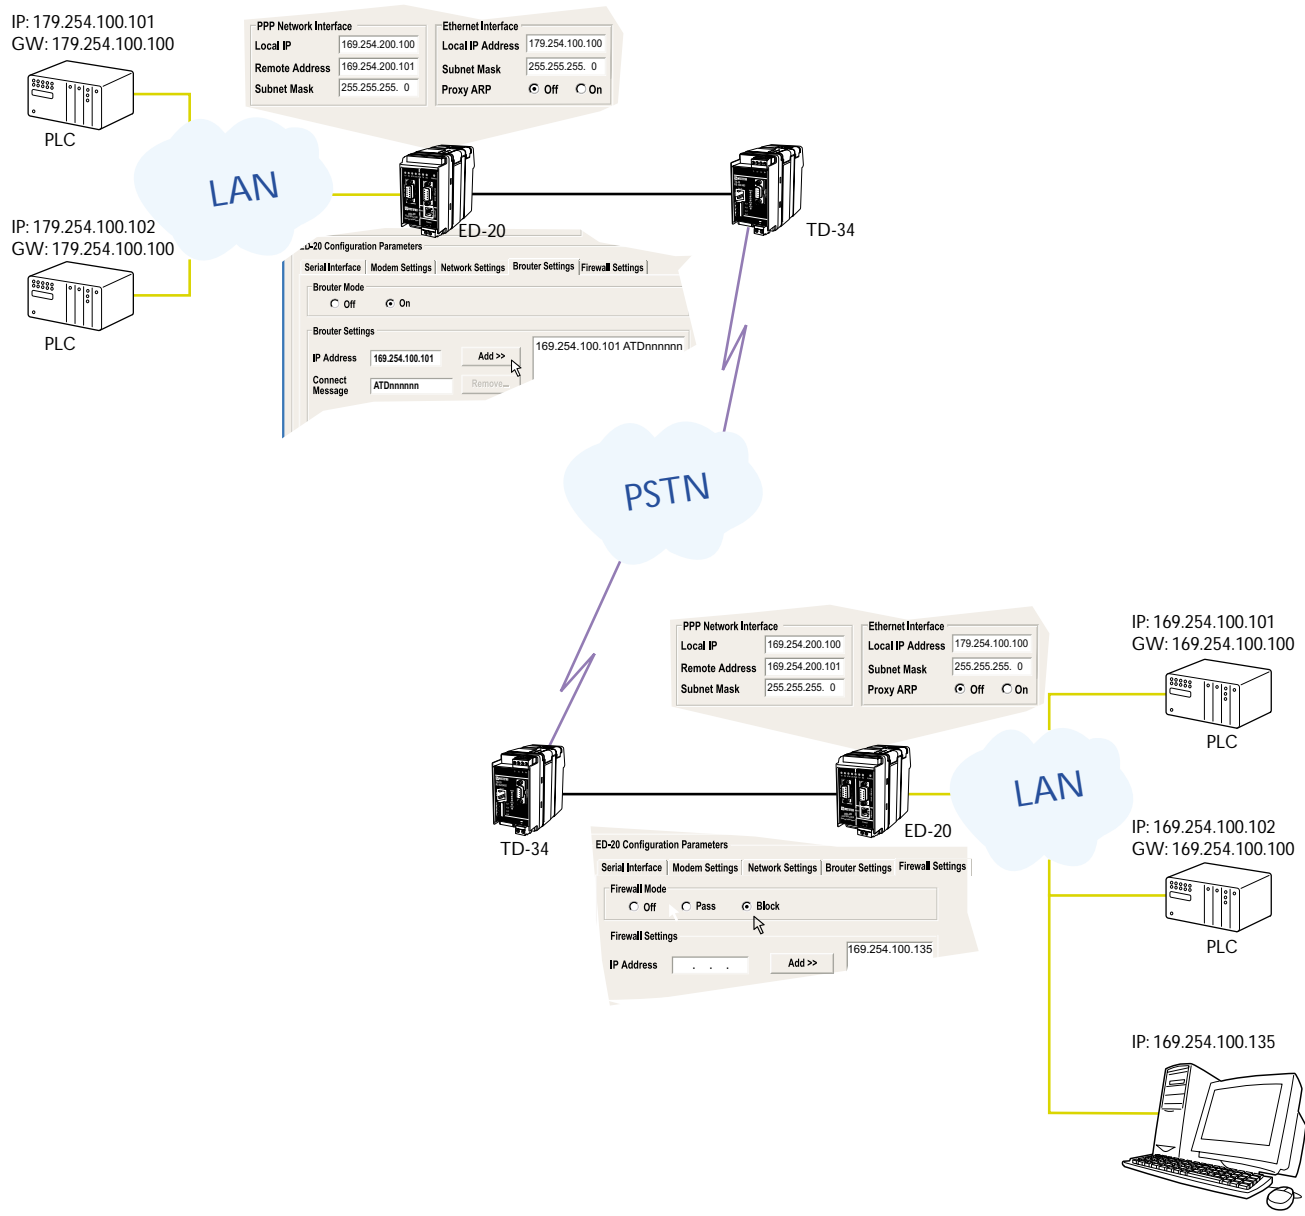 IP: 179.254.100.101
GW: 179.254.100.100
PLC
IP: 179.254.100.102
GW: 179.254.100.100
PLC
LAN
PPP Network Interface
Local IP 169.254.200.100
Remote Address 169.254.200.101
Subnet Mask 255.255.255. 0
Ethernet Interface
Local IP Address 179.254.100.100
Subnet Mask 255.255.255. 0
Proxy ARP Off On
ED-20
TD-34
ED-20 Configuration Parameters
Serial Interface Modem Settings Network Settings Brouter Settings Firewall Settings
Brouter Mode
Off On
Brouter Settings
IP Address 169.254.100.101 Add >> 169.254.100.101 ATDnnnnnn
Connect Message ATDnnnnnn Remove...
PSTN
PPP Network Interface
Local IP 169.254.200.100
Remote Address 169.254.200.101
Subnet Mask 255.255.255. 0
Ethernet Interface
Local IP Address 179.254.100.100
Subnet Mask 255.255.255. 0
Proxy ARP Off On
TD-34
ED-20
LAN
ED-20 Configuration Parameters
Serial Interface Modem Settings Network Settings Brouter Settings Firewall Settings
Firewall Mode
Off Pass Block
Firewall Settings
IP Address . . . Add >> 169.254.100.135
IP: 169.254.100.101
GW: 169.254.100.100
PLC
IP: 169.254.100.102
GW: 169.254.100.100
PLC
IP: 169.254.100.135